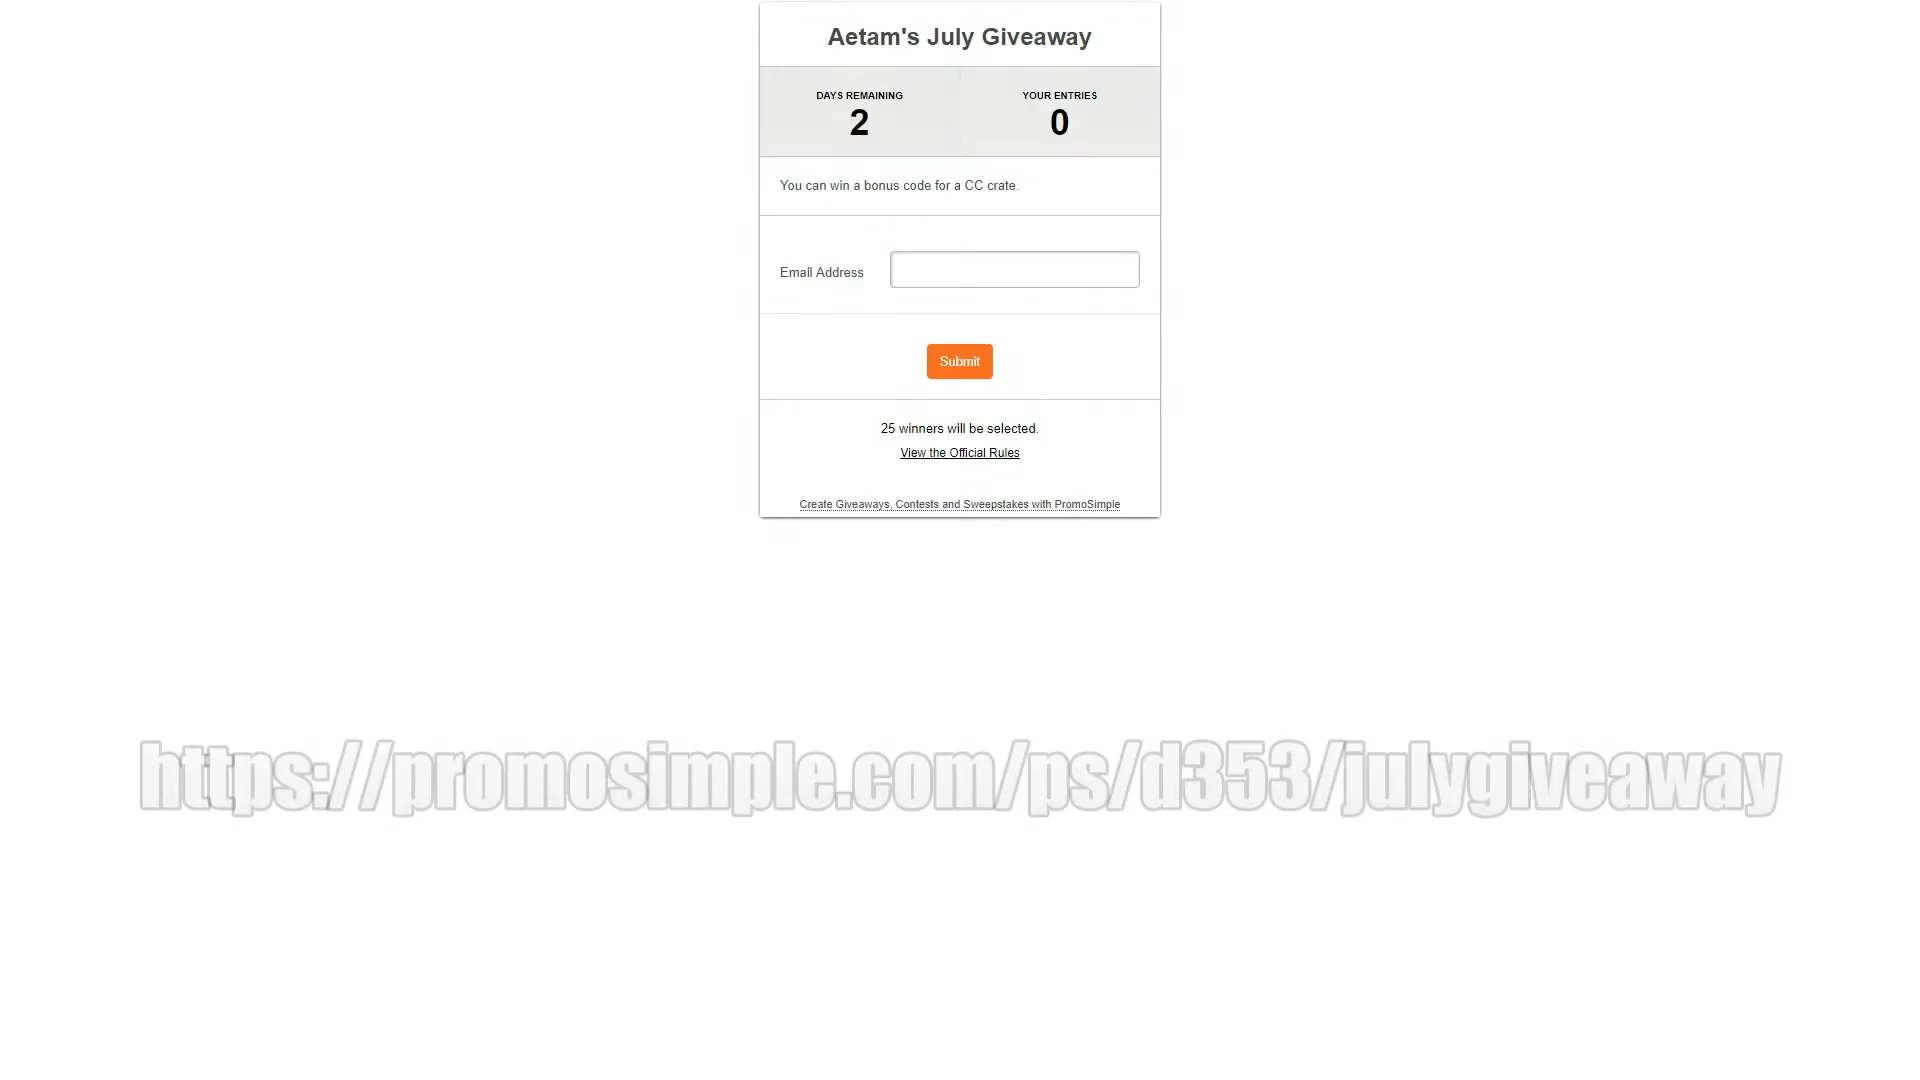 Aetam's July Giveaway
DAYS REMAINING
2
YOUR ENTRIES
0
You can win a bonus code for a CC crate.
Email Address
Submit
25 winners will be selected.
View the Official Rules
Create Giveaways, Contests and Sweepstakes with PromoSimple
https://promosimple.com/ps/d353/julygiveaway